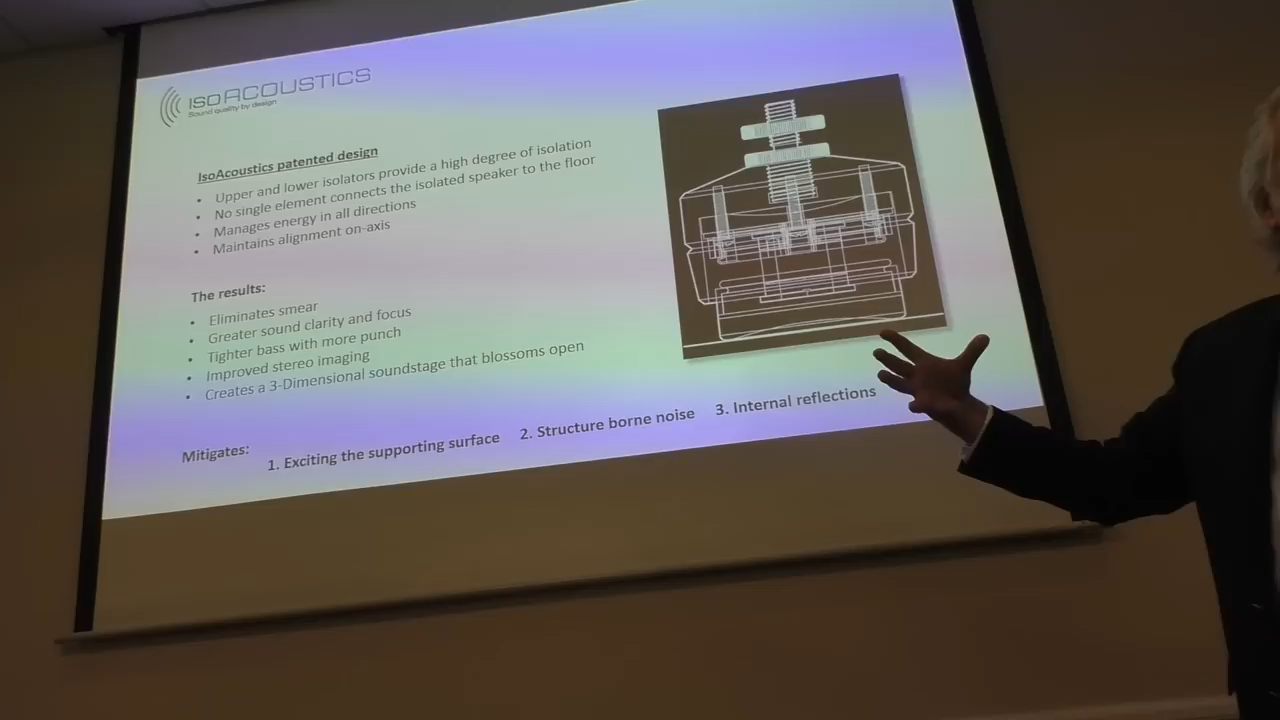 ISOACOUSTICS
Sound quality by design
IsoAcoustics patented design
• Upper and lower isolators provide a high degree of isolation
• No single element connects the isolated speaker to the floor
• Manages energy in all directions
• Maintains alignment on-axis
The results:
• Eliminates smear
• Greater sound clarity and focus
• Tighter bass with more punch
• Improved stereo imaging
• Creates a 3-Dimensional soundstage that blossoms open
Mitigates: 1. Exciting the supporting surface 2. Structure borne noise 3. Internal reflections